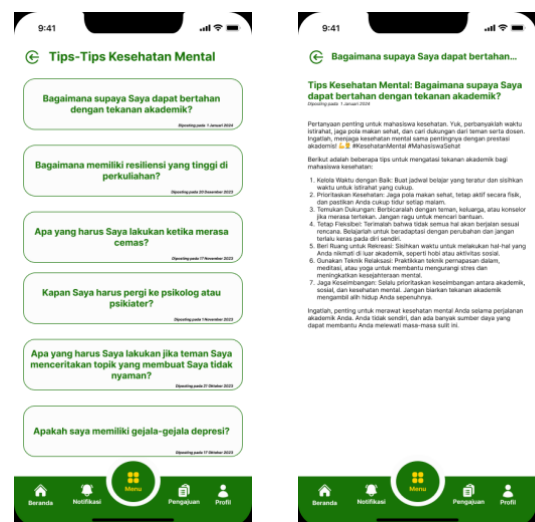 9:41
Tips-Tips Kesehatan Mental
Bagaimana supaya Saya dapat bertahan
dengan tekanan akademik?
Diposting pada 1 Januari 2024
Bagaimana memiliki resiliensi yang tinggi di
perkuliahan?
Diposting pada 20 Desember 2023
Apa yang harus Saya lakukan ketika merasa
cemas?
Diposting pada 17 November 2023
Kapan Saya harus pergi ke psikolog atau
psikiater?
Diposting pada 1 November 2023
Apa yang harus Saya lakukan jika teman Saya
menceritakan topik yang membuat Saya tidak
nyaman?
Diposting pada 21 Oktober 2023
Apakah saya memiliki gejala-gejala depresi?
Diposting pada 17 Oktober 2023
Beranda
Notifikasi
Menu
Pengajuan
Profil
9:41
Bagaimana supaya Saya dapat bertahan...
Tips Kesehatan Mental: Bagaimana supaya Saya
dapat bertahan dengan tekanan akademik?
Diposting pada 1 Januari 2024
Pertanyaan penting untuk mahasiswa kesehatan. Yuk, perbanyaklah waktu
istirahat, jaga pola makan sehat, dan cari dukungan dari teman serta dosen.
Ingatlah, menjaga kesehatan mental sama pentingnya dengan prestasi
akademis! #KesehatanMental #MahasiswaSehat
Berikut adalah beberapa tips untuk mengatasi tekanan akademik bagi
mahasiswa kesehatan:
1. Kelola Waktu dengan Baik: Buat jadwal belajar yang teratur dan sisihkan
waktu untuk istirahat yang cukup.
2. Prioritaskan Kesehatan: Jaga pola makan sehat, tetap aktif secara fisik,
dan pastikan Anda cukup tidur setiap malam.
3. Temukan Dukungan: Berbicaralah dengan teman, keluarga, atau konselor
jika merasa tertekan. Jangan ragu untuk mencari bantuan.
4. Tetap Fleksibel: Terimalah bahwa tidak semua hal akan berjalan sesuai
rencana. Belajarlah untuk beradaptasi dengan perubahan dan jangan
terlalu keras pada diri sendiri.
5. Beri Ruang untuk Rekreasi: Sisihkan waktu untuk melakukan hal-hal yang
Anda nikmati di luar akademik, seperti hobi atau aktivitas sosial.
6. Gunakan Teknik Relaksasi: Praktikkan teknik pernapasan dalam,
meditasi, atau yoga untuk membantu mengurangi stres dan
meningkatkan kesejahteraan mental.
7. Jaga Keseimbangan: Selalu prioritaskan keseimbangan antara akademik,
sosial, dan kesehatan mental. Jangan biarkan tekanan akademik
mengambil alih hidup Anda sepenuhnya.
Ingatlah, penting untuk merawat kesehatan mental Anda selama perjalanan
akademik Anda. Anda tidak sendiri, dan ada banyak sumber daya yang
dapat membantu Anda melewati masa-masa sulit ini.
Beranda
Notifikasi
Menu
Pengajuan
Profil